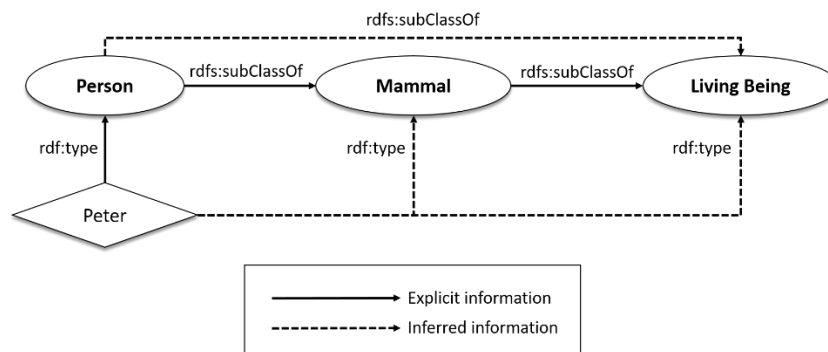 rdfs:subClassOf
rdfs:subClassOf
rdfs:subClassOf
Person
Mammal
Living Being
rdf:type
rdf:type
rdf:type
Peter
Explicit information
Inferred information